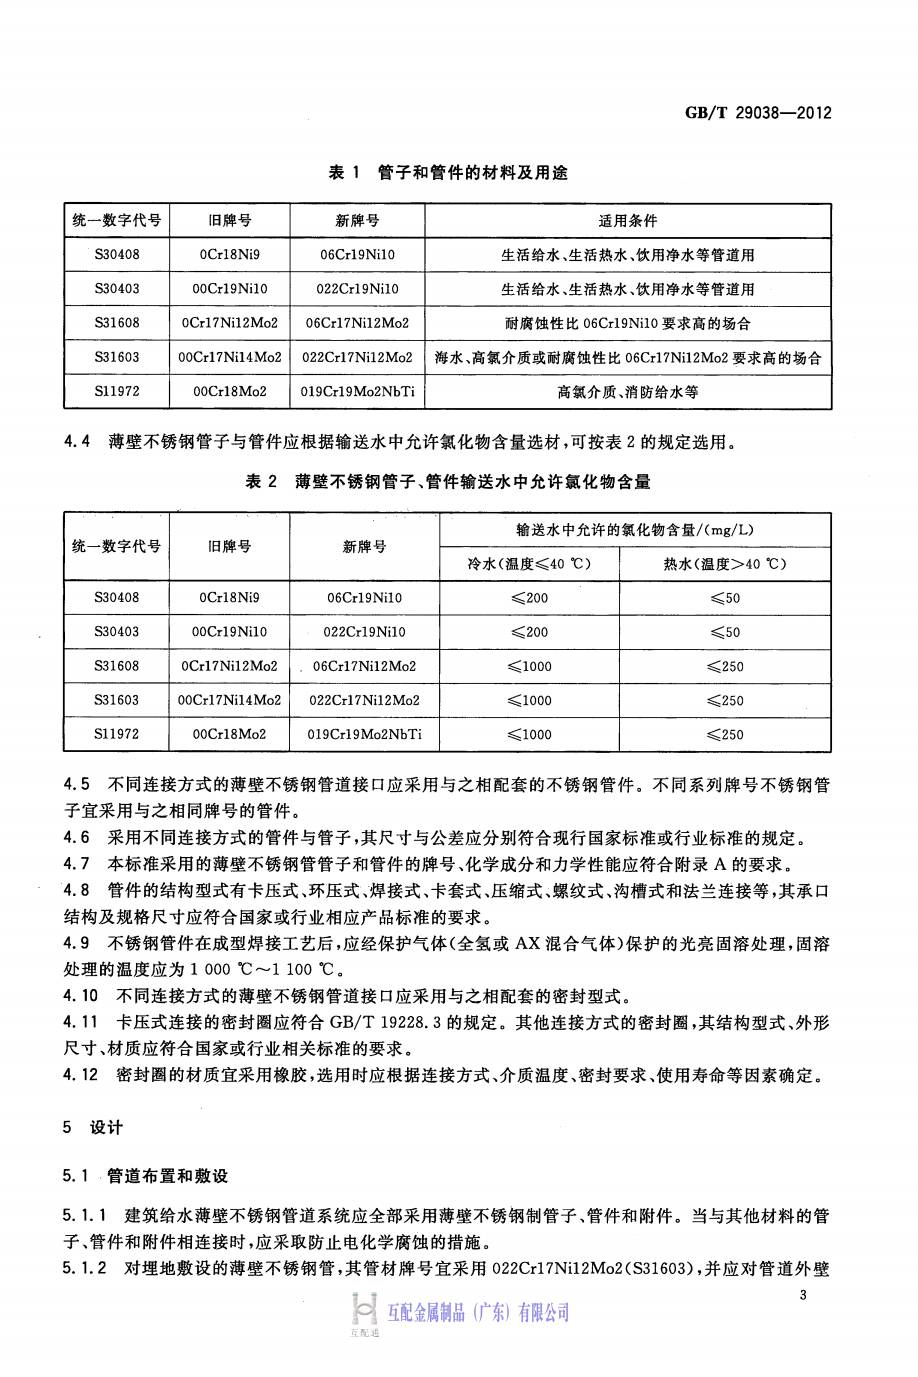 GB/T 29038—2012
表 1 管子和管件的材料及用途
统一数字代号 旧牌号 新牌号 适用条件
S30408 0Cr18Ni9 06Cr19Ni10 生活给水、生活热水、饮用净水等管道用
S30403 00Cr19Ni10 022Cr19Ni10 生活给水、生活热水、饮用净水等管道用
S31608 0Cr17Ni12Mo2 06Cr17Ni12Mo2 耐腐蚀性比 06Cr19Ni10 要求高的场合
S31603 00Cr17Ni14Mo2 022Cr17Ni12Mo2 海水、高氯介质或耐腐蚀性比 06Cr17Ni12Mo2 要求高的场合
S11972 00Cr18Mo2 019Cr19Mo2NbTi 高氯介质、消防给水等
4.4 薄壁不锈钢管子与管件应根据输送水中允许氯化物含量选材,可按表 2 的规定选用。
表 2 薄壁不锈钢管子、管件输送水中允许氯化物含量
统一数字代号 旧牌号 新牌号 输送水中允许的氯化物含量/(mg/L)
冷水(温度≤40 ℃) 热水(温度>40 ℃)
S30408 0Cr18Ni9 06Cr19Ni10 ≤200 ≤50
S30403 00Cr19Ni10 022Cr19Ni10 ≤200 ≤50
S31608 0Cr17Ni12Mo2 06Cr17Ni12Mo2 ≤1000 ≤250
S31603 00Cr17Ni14Mo2 022Cr17Ni12Mo2 ≤1000 ≤250
S11972 00Cr18Mo2 019Cr19Mo2NbTi ≤1000 ≤250
4.5 不同连接方式的薄壁不锈钢管道接口应采用与之相配套的不锈钢管件。不同系列牌号不锈钢管
子宜采用与之相同牌号的管件。
4.6 采用不同连接方式的管件与管子,其尺寸与公差应分别符合现行国家标准或行业标准的规定。
4.7 本标准采用的薄壁不锈钢管管子和管件的牌号、化学成分和力学性能应符合附录 A 的要求。
4.8 管件的结构型式有卡压式、环压式、焊接式、卡套式、压缩式、螺纹式、沟槽式和法兰连接等,其承口
结构及规格尺寸应符合国家或行业相应产品标准的要求。
4.9 不锈钢管件在成型焊接工艺后,应经保护气体(全氢或 AX 混合气体)保护的光亮固溶处理,固溶
处理的温度应为 1 000 ℃~1 100 ℃。
4.10 不同连接方式的薄壁不锈钢管道接口应采用与之相配套的密封型式。
4.11 卡压式连接的密封圈应符合 GB/T 19228.3 的规定。其他连接方式的密封圈,其结构型式、外形
尺寸、材质应符合国家或行业相关标准的要求。
4.12 密封圈的材质宜采用橡胶,选用时应根据连接方式、介质温度、密封要求、使用寿命等因素确定。
5 设计
5.1 管道布置和敷设
5.1.1 建筑给水薄壁不锈钢管道系统应全部采用薄壁不锈钢制管子、管件和附件。当与其他材料的管
子、管件和附件相连接时,应采取防止电化学腐蚀的措施。
5.1.2 对埋地敷设的薄壁不锈钢管,其管材牌号宜采用 022Cr17Ni12Mo2(S31603),并应对管道外壁
3
互配金属制品(广东)有限公司
互配通